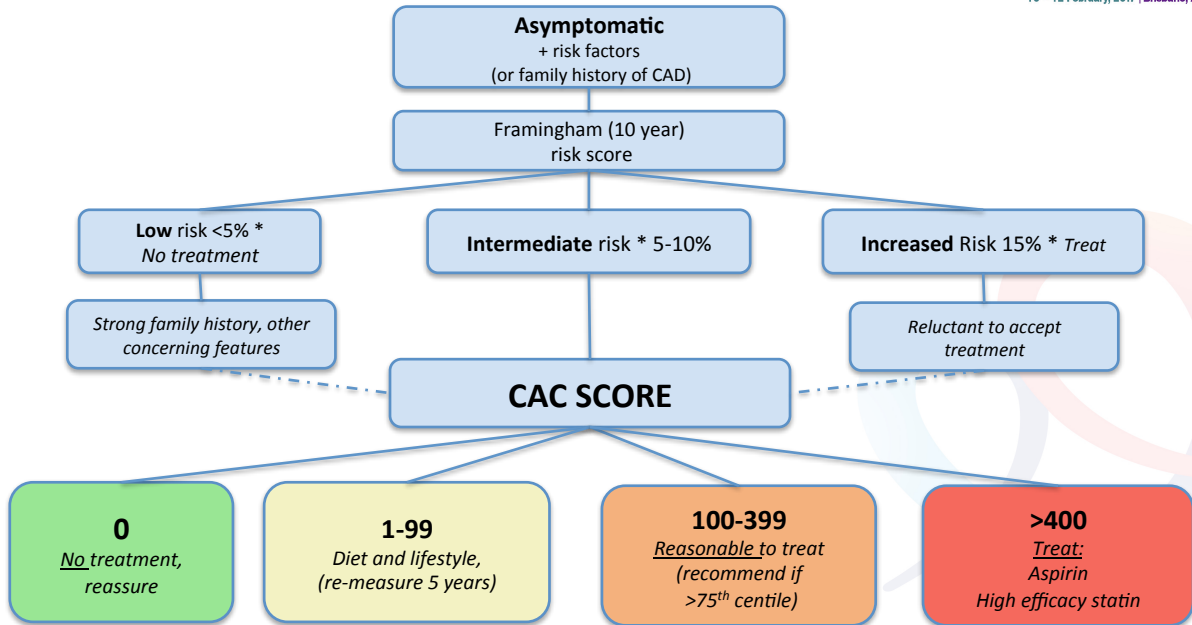 Asymptomatic
+ risk factors
(or family history of CAD)
Framingham (10 year)
risk score
Low risk <5% *
No treatment
Intermediate risk * 5-10%
Increased Risk 15% * Treat
Strong family history, other
concerning features
Reluctant to accept
treatment
CAC SCORE
0
No treatment,
reassure
1-99
Diet and lifestyle,
(re-measure 5 years)
100-399
Reasonable to treat
(recommend if
>75th centile)
>400
Treat:
Aspirin
High efficacy statin